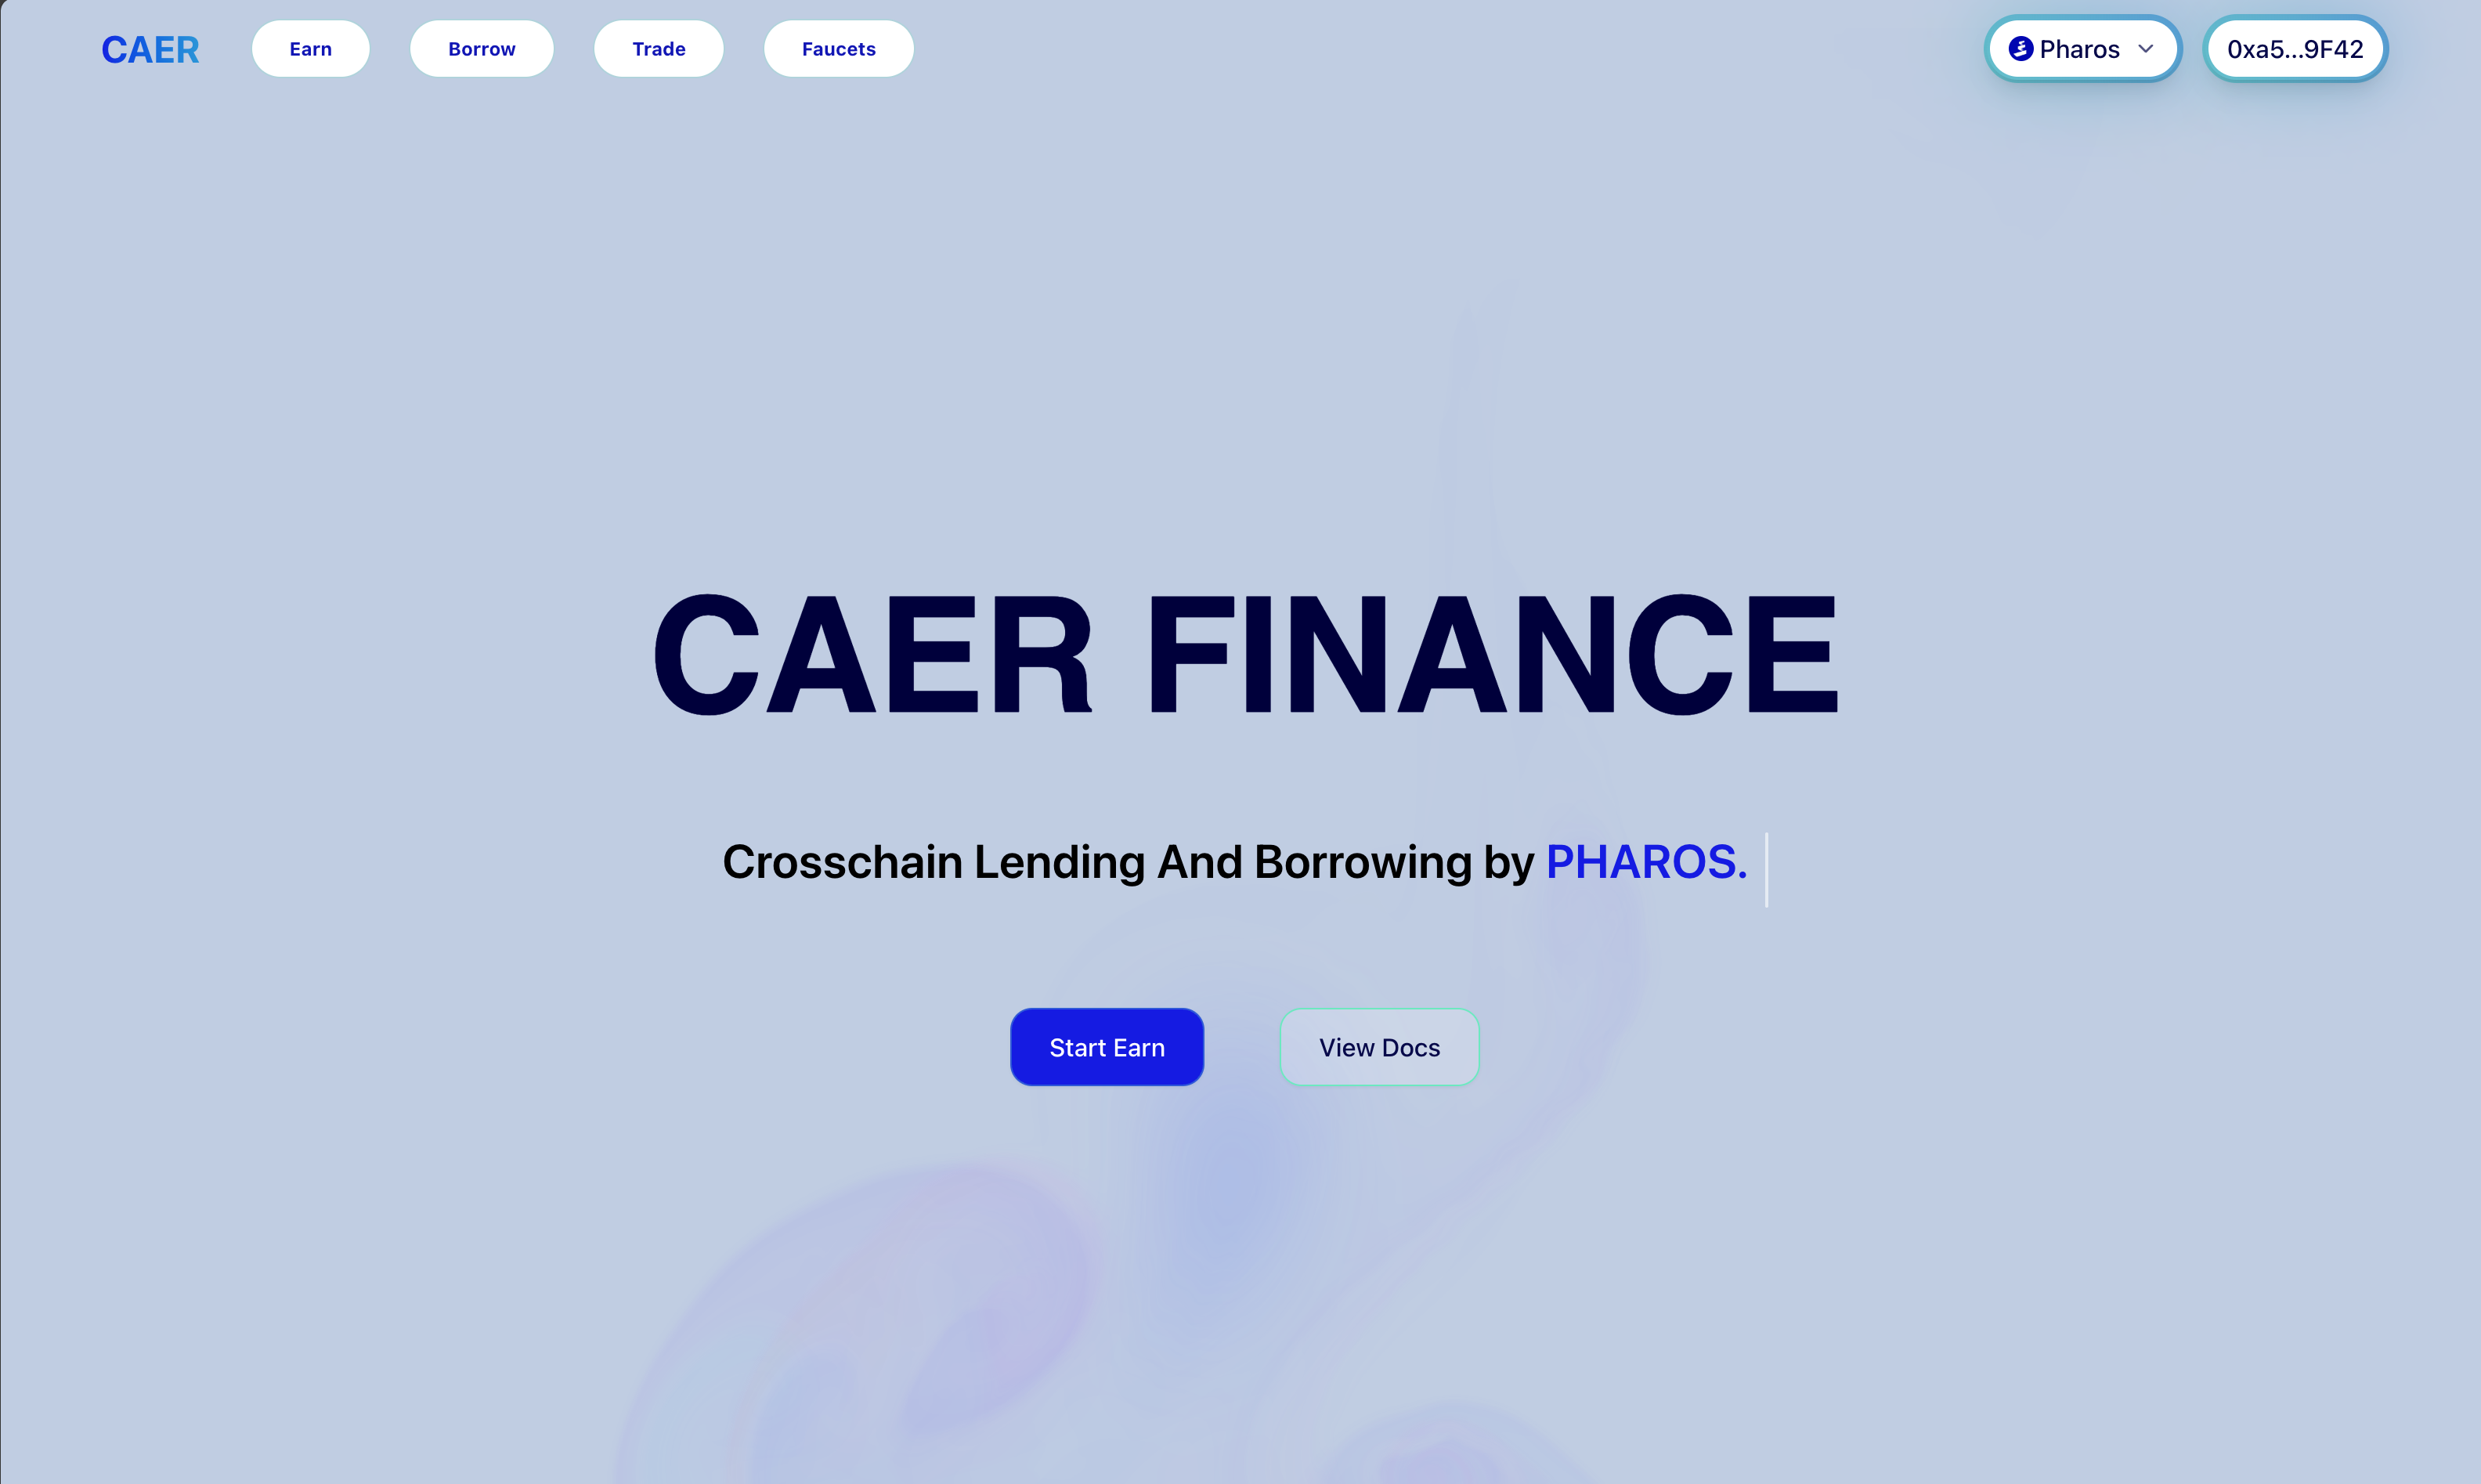 CAER Earn Borrow Trade Faucets Pharos 0xa5...9F42
CAER FINANCE
Crosschain Lending And Borrowing by PHAROS.
Start Earn View Docs